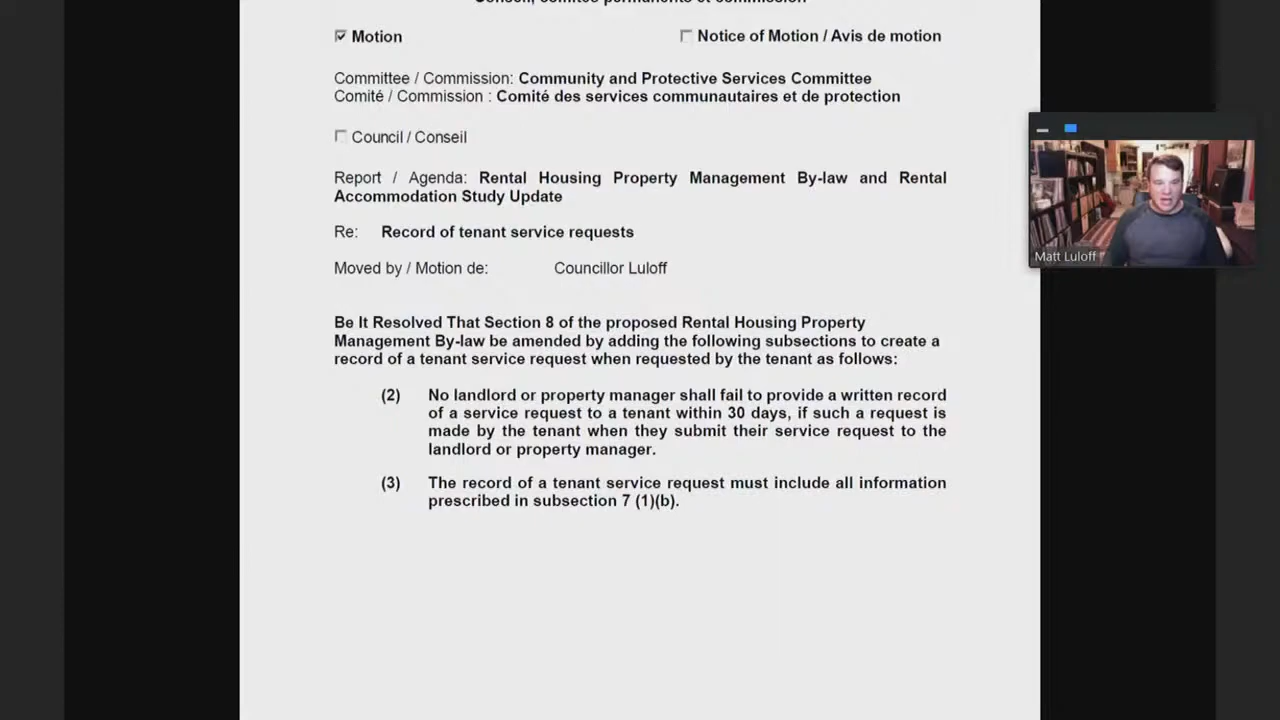 Conseil, comités permanents et commission
Motion
Notice of Motion / Avis de motion
Committee / Commission: Community and Protective Services Committee
Comité / Commission : Comité des services communautaires et de protection
Council / Conseil
Report / Agenda: Rental Housing Property Management By-law and Rental
Accommodation Study Update
Re: Record of tenant service requests
Moved by / Motion de: Councillor Luloff
Be It Resolved That Section 8 of the proposed Rental Housing Property
Management By-law be amended by adding the following subsections to create a
record of a tenant service request when requested by the tenant as follows:
(2) No landlord or property manager shall fail to provide a written record
of a service request to a tenant within 30 days, if such a request is
made by the tenant when they submit their service request to the
landlord or property manager.
(3) The record of a tenant service request must include all information
prescribed in subsection 7 (1)(b).
Matt Luloff